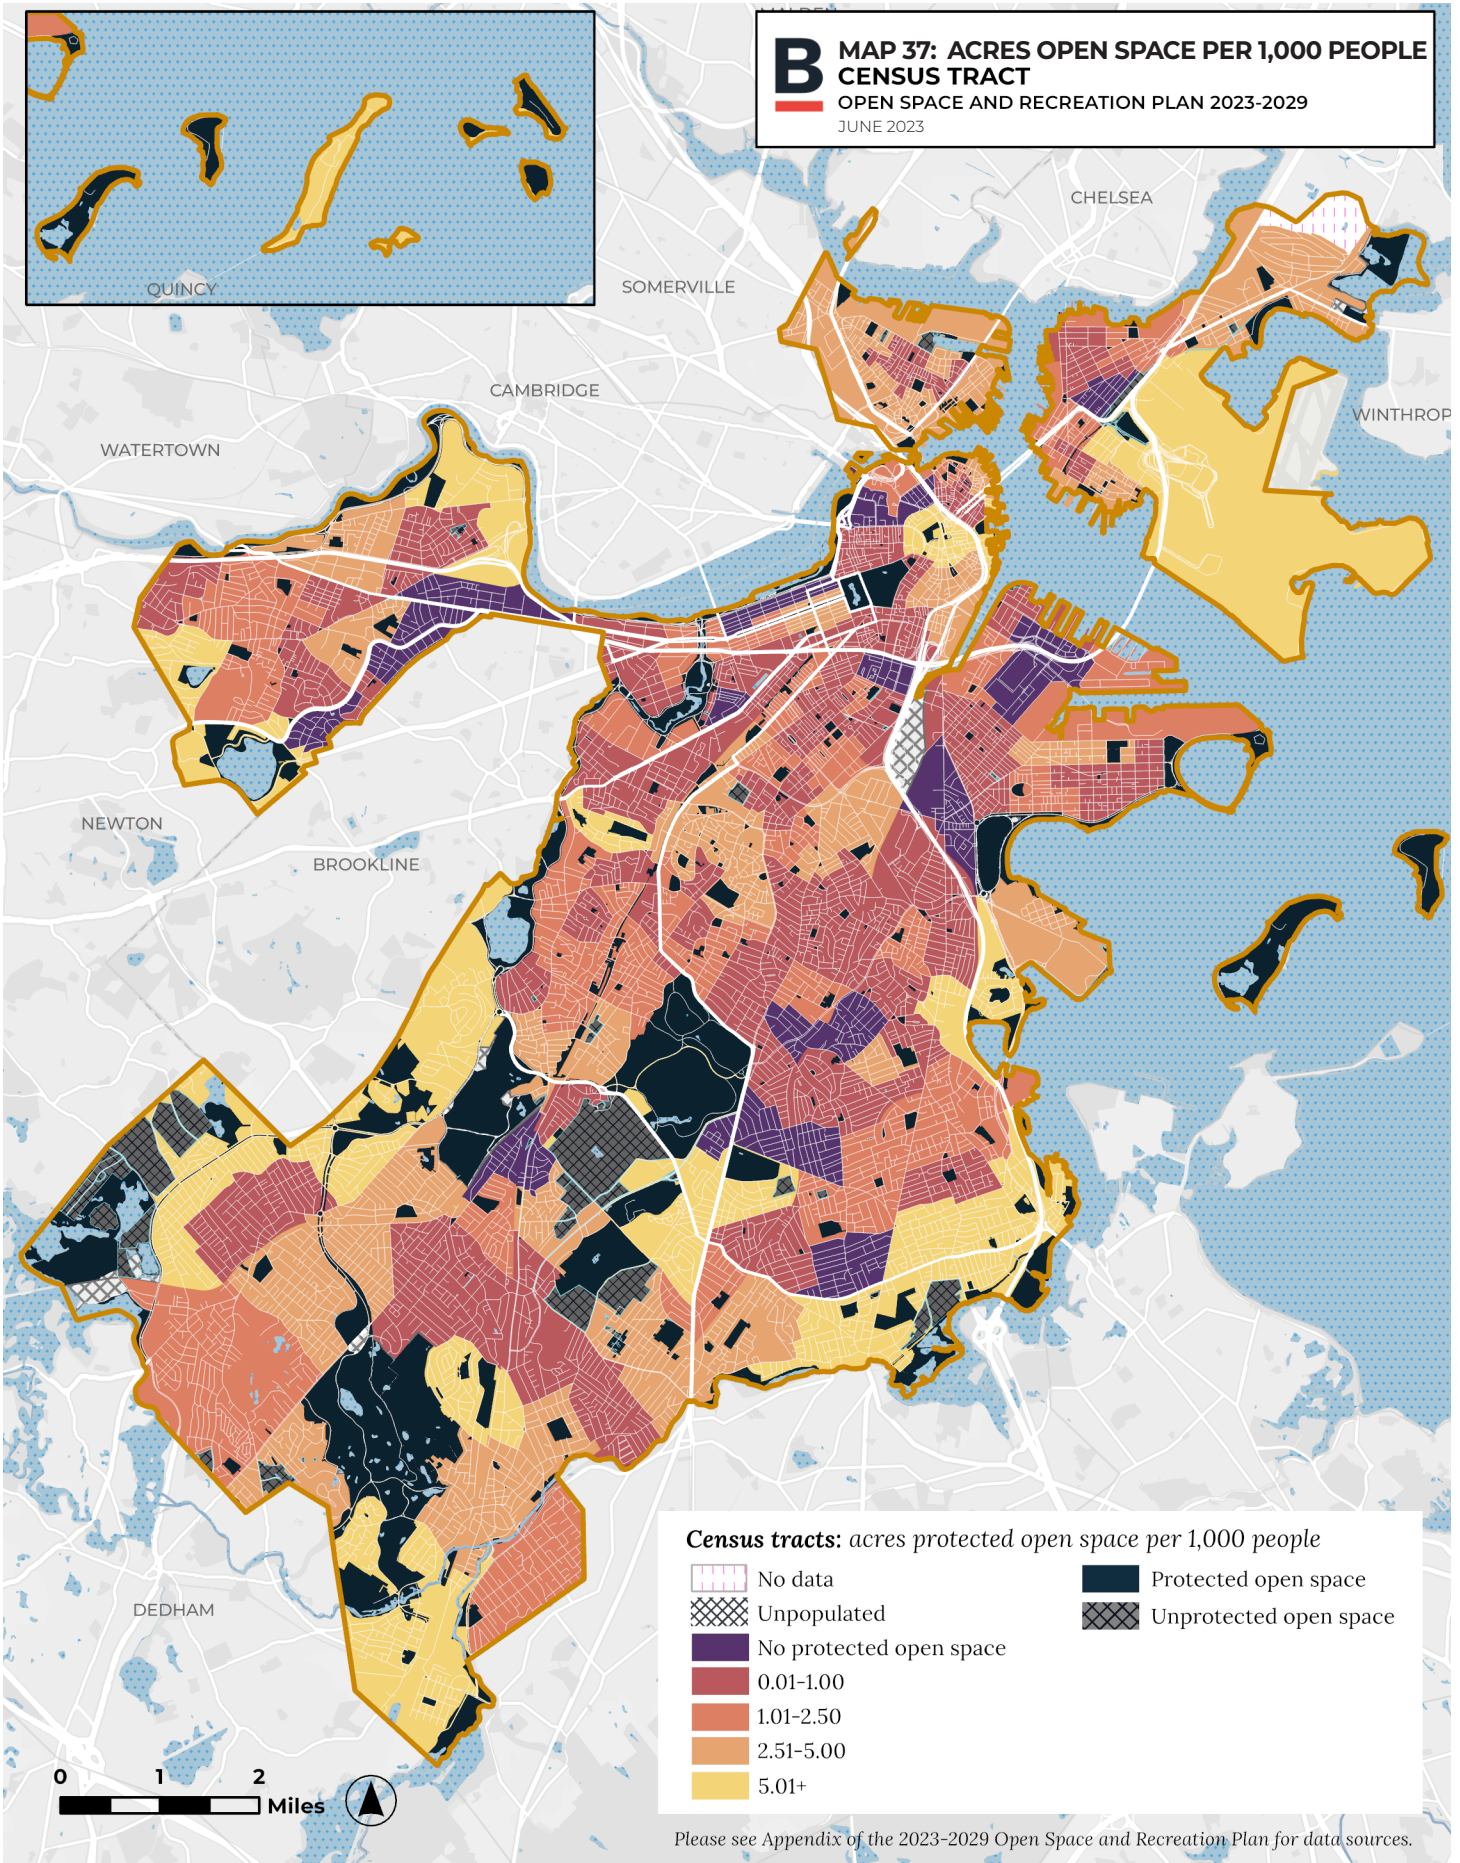 B
MAP 37: ACRES OPEN SPACE PER 1,000 PEOPLE
CENSUS TRACT
OPEN SPACE AND RECREATION PLAN 2023-2029
JUNE 2023
MALDEN
QUINCY
CHELSEA
SOMERVILLE
CAMBRIDGE
WATERTOWN
WINTHROP
NEWTON
BROOKLINE
DEDHAM
Census tracts: acres protected open space per 1,000 people
No data
Unpopulated
No protected open space
0.01-1.00
1.01-2.50
2.51-5.00
5.01+
Protected open space
Unprotected open space
0 1 2
Miles
Please see Appendix of the 2023-2029 Open Space and Recreation Plan for data sources.